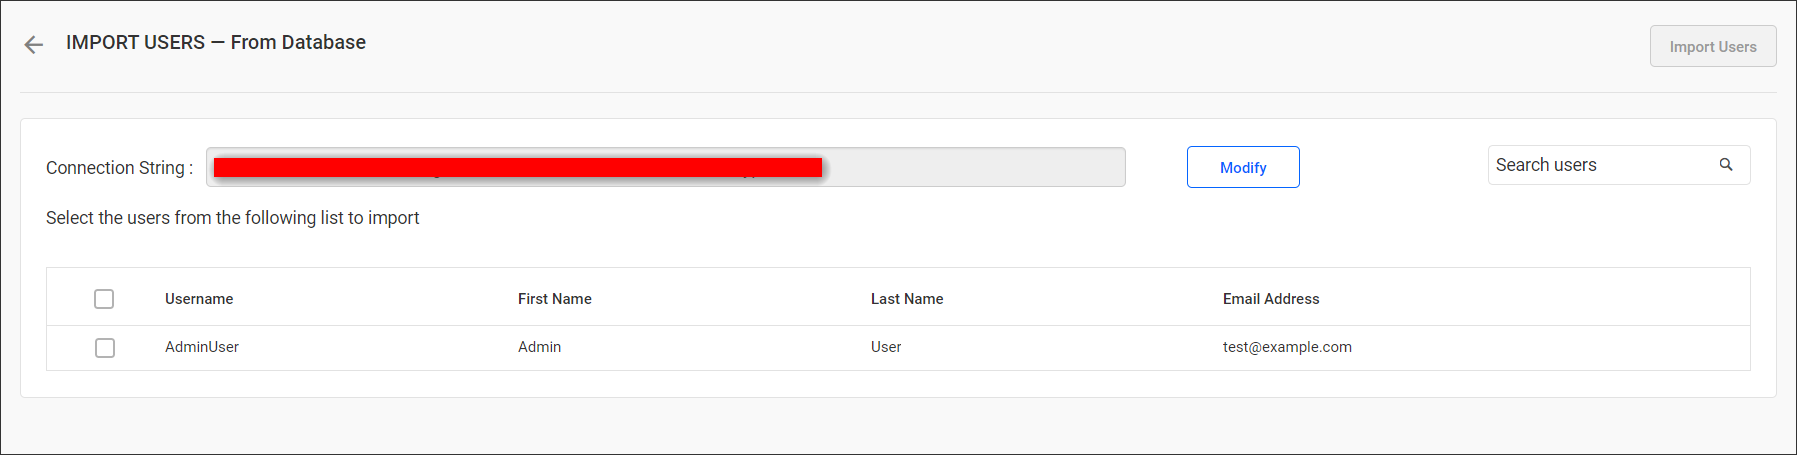 IMPORT USERS — From Database
Import Users
Connection String :
Modify
Search users
Select the users from the following list to import
Username First Name Last Name Email Address
AdminUser Admin User test@example.com